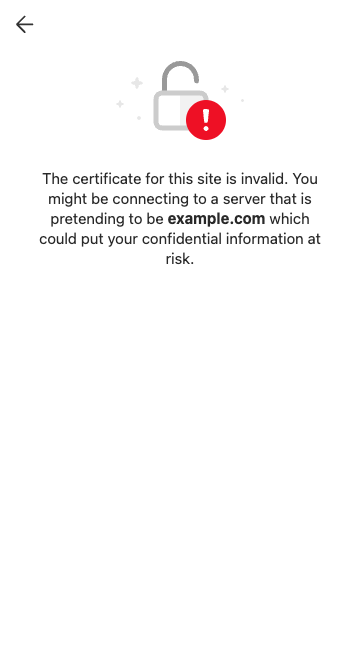 The certificate for this site is invalid. You
might be connecting to a server that is
pretending to be example.com which
could put your confidential information at
risk.